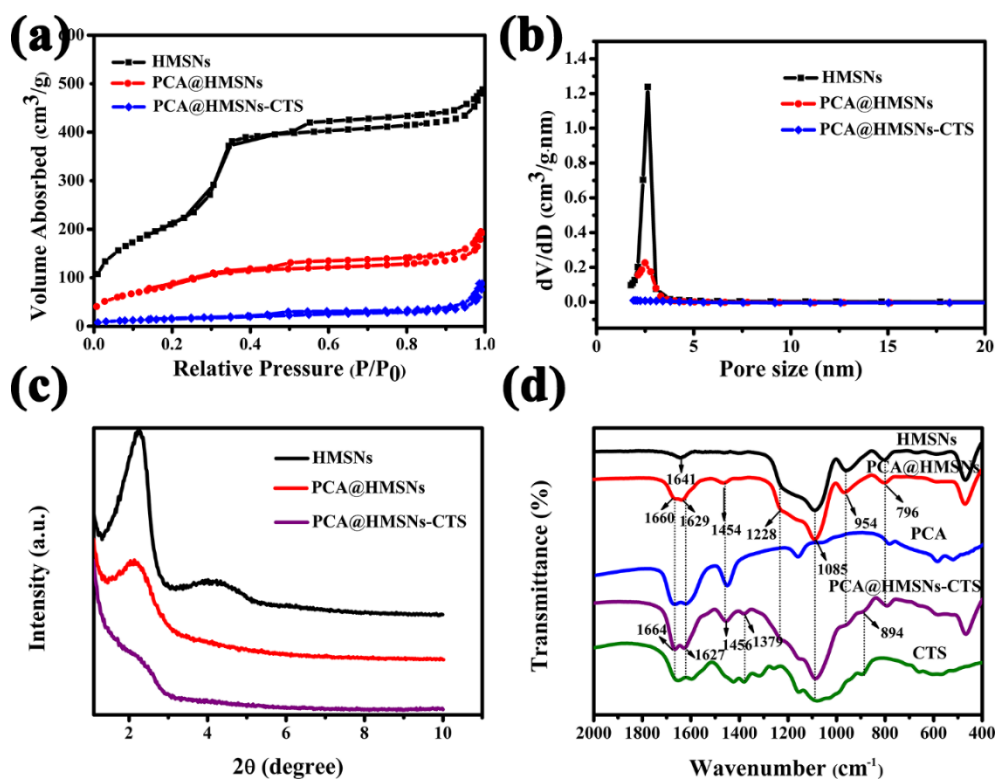 (a)
600
500
400
300
200
100
0
0.0 0.2 0.4 0.6 0.8 1.0
Volume Abosrbed (cm³/g)
Relative Pressure (P/P0)
HMSNs
PCA@HMSNs
PCA@HMSNs-CTS
(b)
1.4
1.2
1.0
0.8
0.6
0.4
0.2
0.0
0 5 10 15 20
dV/dD (cm³/g·nm)
Pore size (nm)
HMSNs
PCA@HMSNs
PCA@HMSNs-CTS
(c)
Intensity (a.u.)
2 4 6 8 10
2θ (degree)
HMSNs
PCA@HMSNs
PCA@HMSNs-CTS
(d)
Transmittance (%)
HMSNs
PCA@HMSNs
1641
1660 1629 1454 1228 954 796
PCA
1085
PCA@HMSNs-CTS
1664 1627 1456 1379 894
CTS
2000 1800 1600 1400 1200 1000 800 600 400
Wavenumber (cm-1)